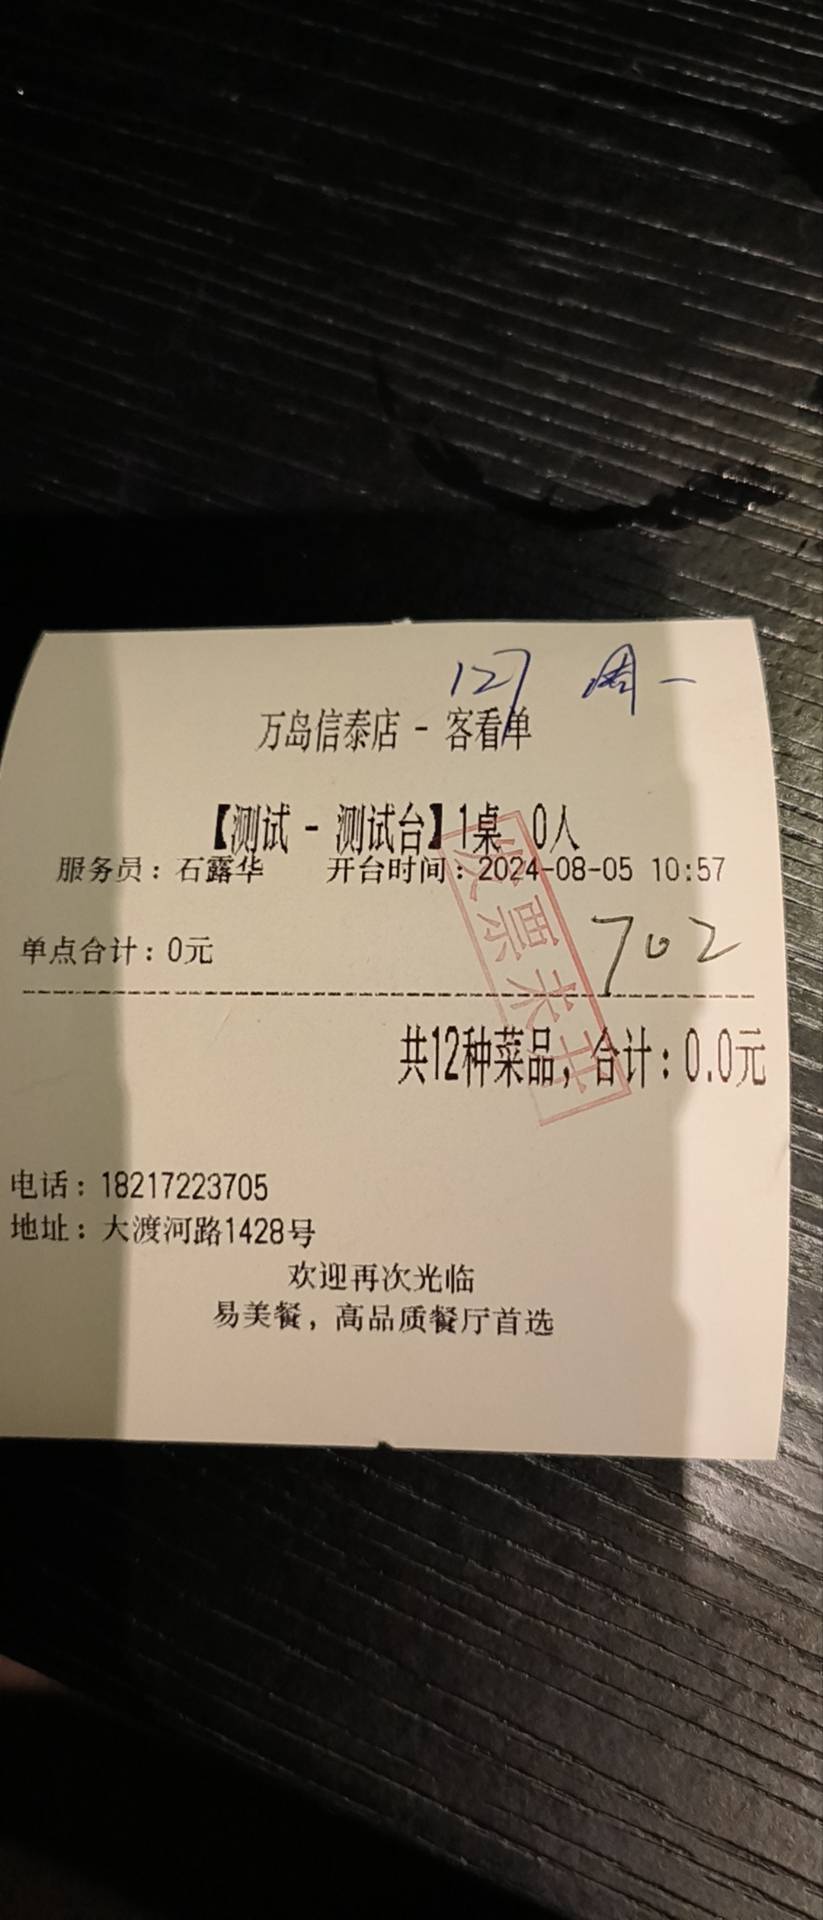 127 周一
万岛信泰店 - 客看单
【测试 - 测试台】1桌 0人
服务员：石露华 开台时间：2024-08-05 10:57
发票未开
单点合计：0元
702
共12种菜品，合计：0.0元
电话：18217223705
地址：大渡河路1428号
欢迎再次光临
易美餐，高品质餐厅首选